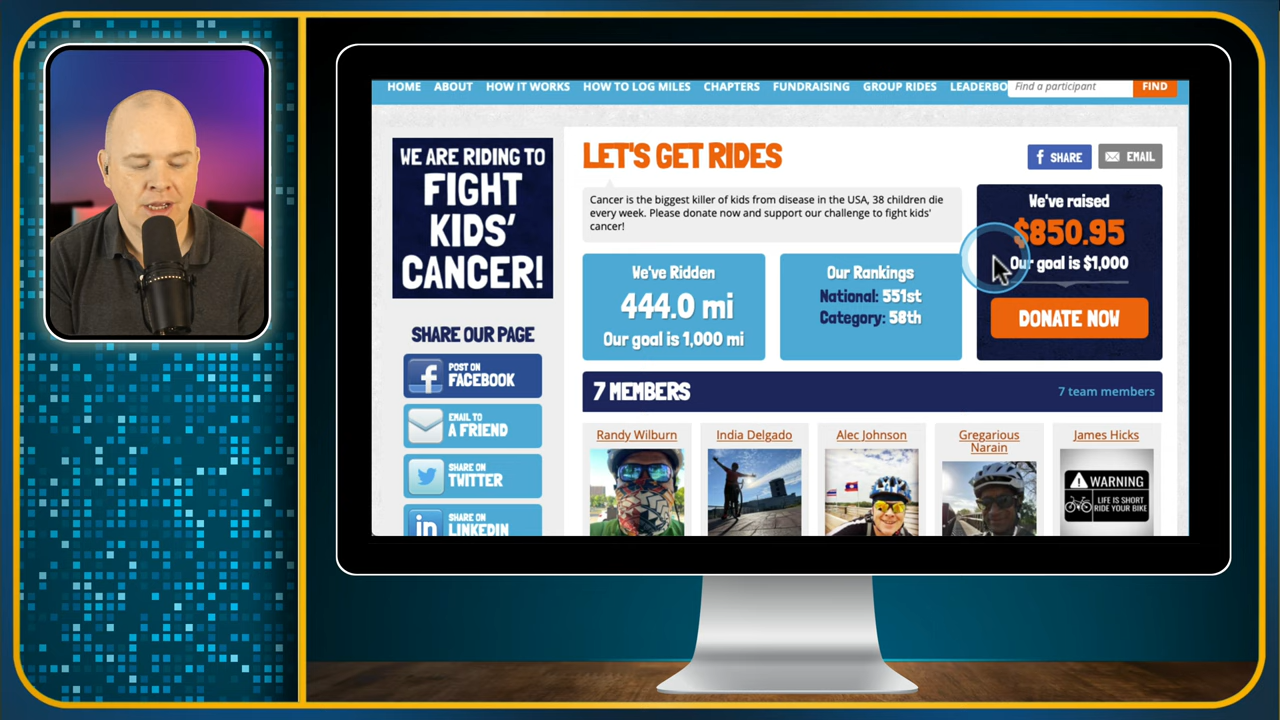 HOME ABOUT HOW IT WORKS HOW TO LOG MILES CHAPTERS FUNDRAISING GROUP RIDES LEADERBO Find a participant FIND
WE ARE RIDING TO
FIGHT
KIDS'
CANCER!
SHARE OUR PAGE
POST ON
FACEBOOK
EMAIL TO
A FRIEND
SHARE ON
TWITTER
SHARE ON
LINKEDIN
LET'S GET RIDES
SHARE EMAIL
Cancer is the biggest killer of kids from disease in the USA, 38 children die
every week. Please donate now and support our challenge to fight kids'
cancer!
We've Ridden
444.0 mi
Our goal is 1,000 mi
Our Rankings
National: 551st
Category: 58th
We've raised
$850.95
Our goal is $1,000
DONATE NOW
7 MEMBERS 7 team members
Randy Wilburn
India Delgado
Alec Johnson
Gregarious
Narain
James Hicks
WARNING
LIFE IS SHORT
RIDE YOUR BIKE